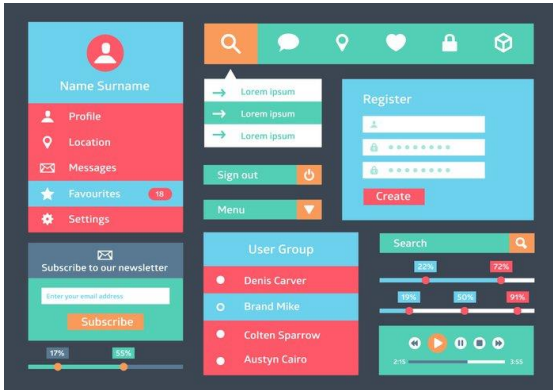 Name Surname
Profile
Location
Messages
Favourites 18
Settings
Subscribe to our newsletter
Enter your email address
Subscribe
17% 55%
Lorem ipsum
Lorem ipsum
Lorem ipsum
Sign out
Menu
Register
Create
User Group
Denis Carver
Brand Mike
Colten Sparrow
Austyn Cairo
Search
22% 72%
19% 50% 91%
2:15 3:55